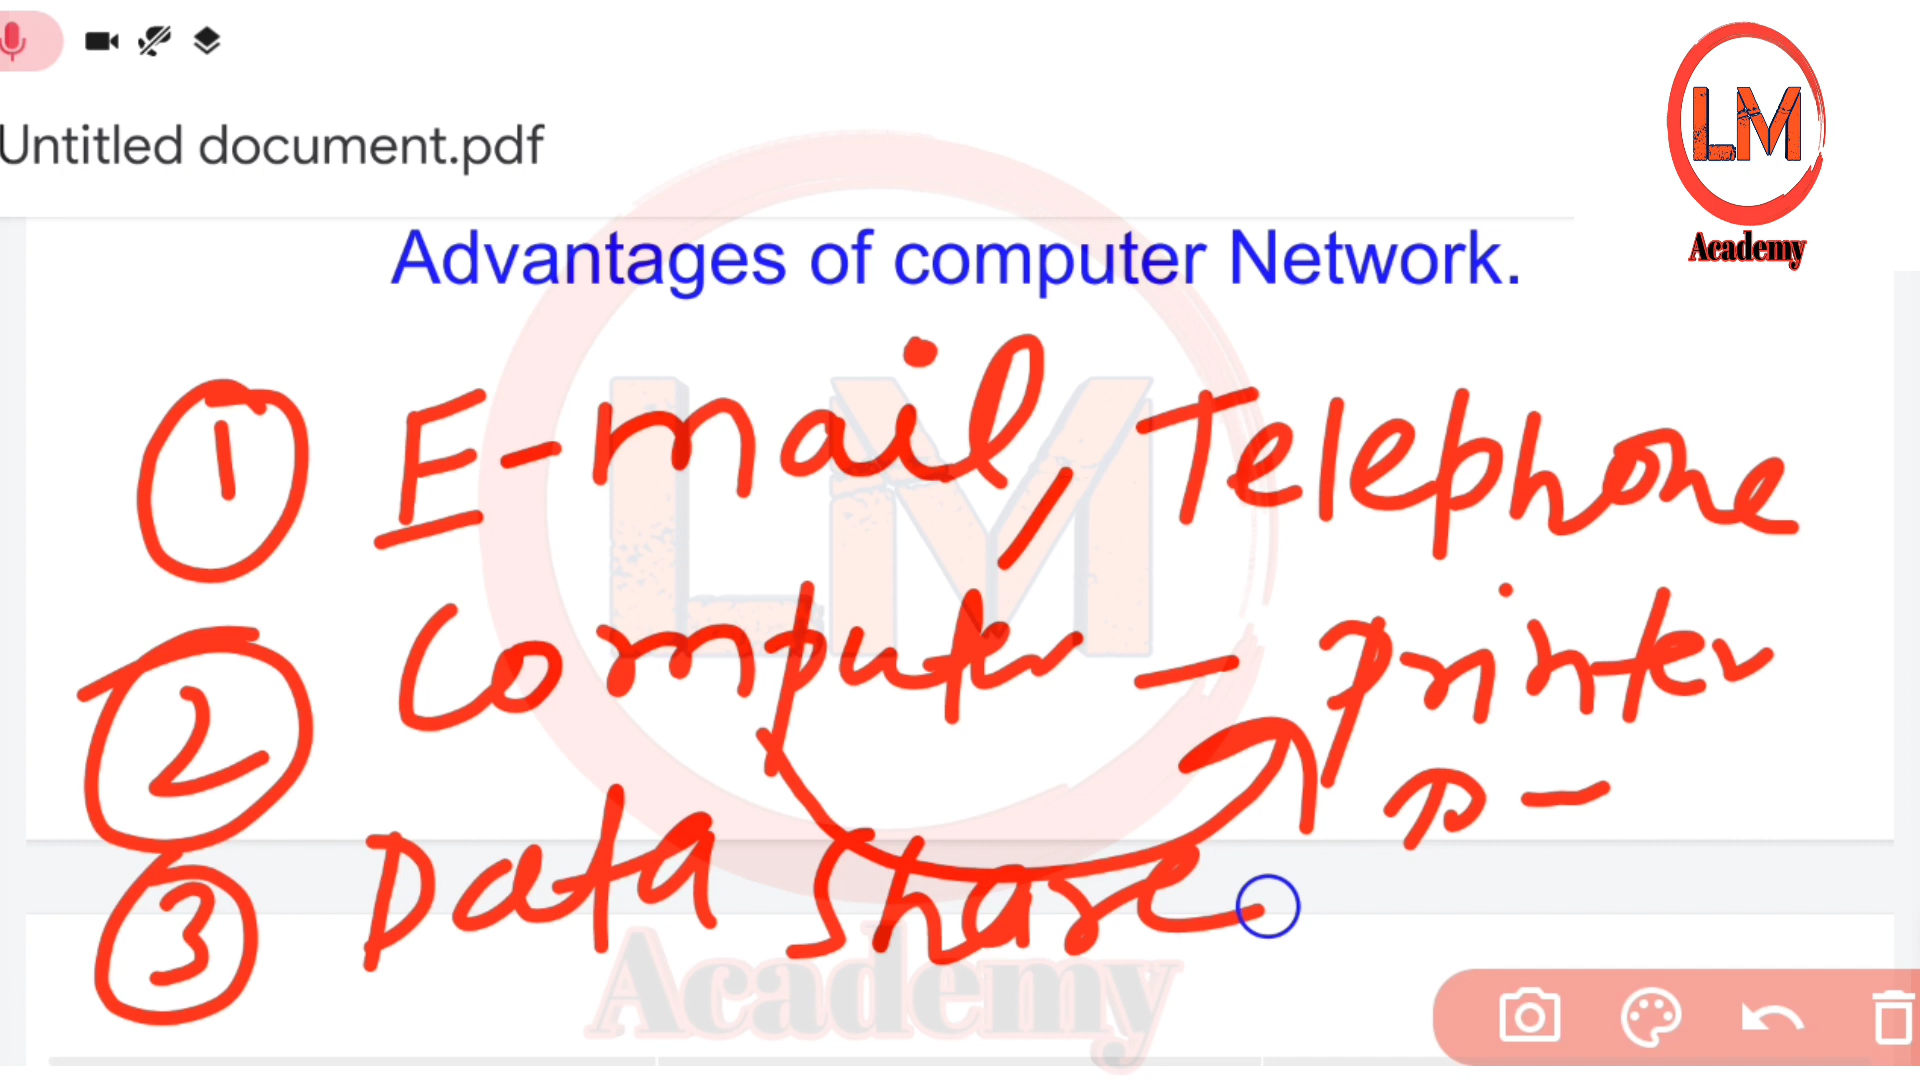 Untitled document.pdf
LM
Academy
Advantages of computer Network.
1 E-mail, Telephone
2 Computer - Printer
3 Data Share
LM
Academy